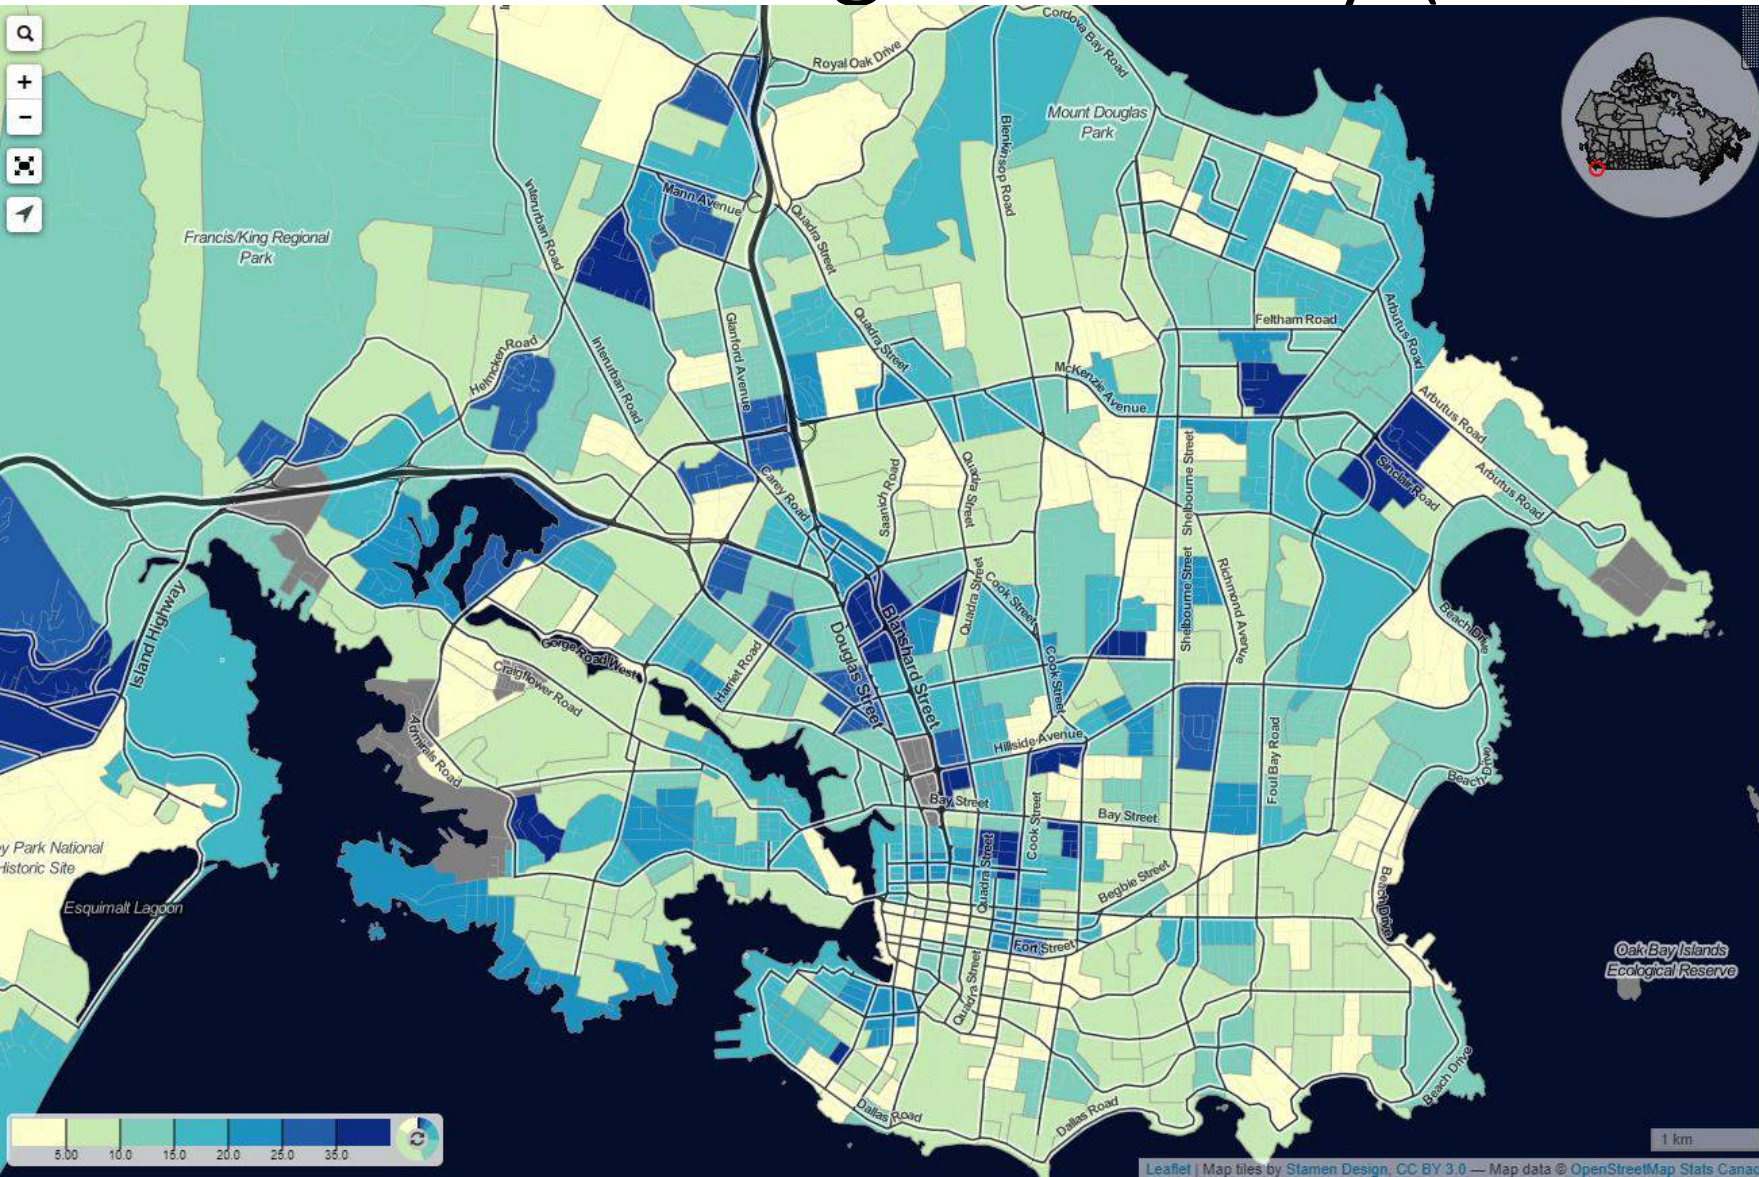 +
−
Cordova Bay Road
Royal Oak Drive
Mount Douglas
Park
Blenkinsop Road
Interurban Road
Mann Avenue
Quadra Street
Francis/King Regional
Park
Glanford Avenue
Quadra Street
Feltham Road
Arbutus Road
Helmcken Road
Interurban Road
McKenzie Avenue
Arbutus Road
Carey Road
Saanich Road
Quadra Street
Shelbourne Street
Sinclair Road
Arbutus Road
Island Highway
Gorge Road West
Craigflower Road
Harriet Road
Douglas Street
Blanshard Street
Quadra Street
Cook Street
Cook Street
Shelbourne Street
Richmond Avenue
Beach Drive
Admirals Road
Hillside Avenue
Foul Bay Road
Beach Drive
Bay Street
Bay Street
Cook Street
Quadra Street
Begbie Street
Beach Drive
ey Park National
Historic Site
Esquimalt Lagoon
Fort Street
Quadra Street
Oak Bay Islands
Ecological Reserve
Dallas Road
Dallas Road
Beach Drive
5.00 10.0 15.0 20.0 25.0 35.0
1 km
Leaflet | Map tiles by Stamen Design, CC BY 3.0 — Map data © OpenStreetMap Stats Canad